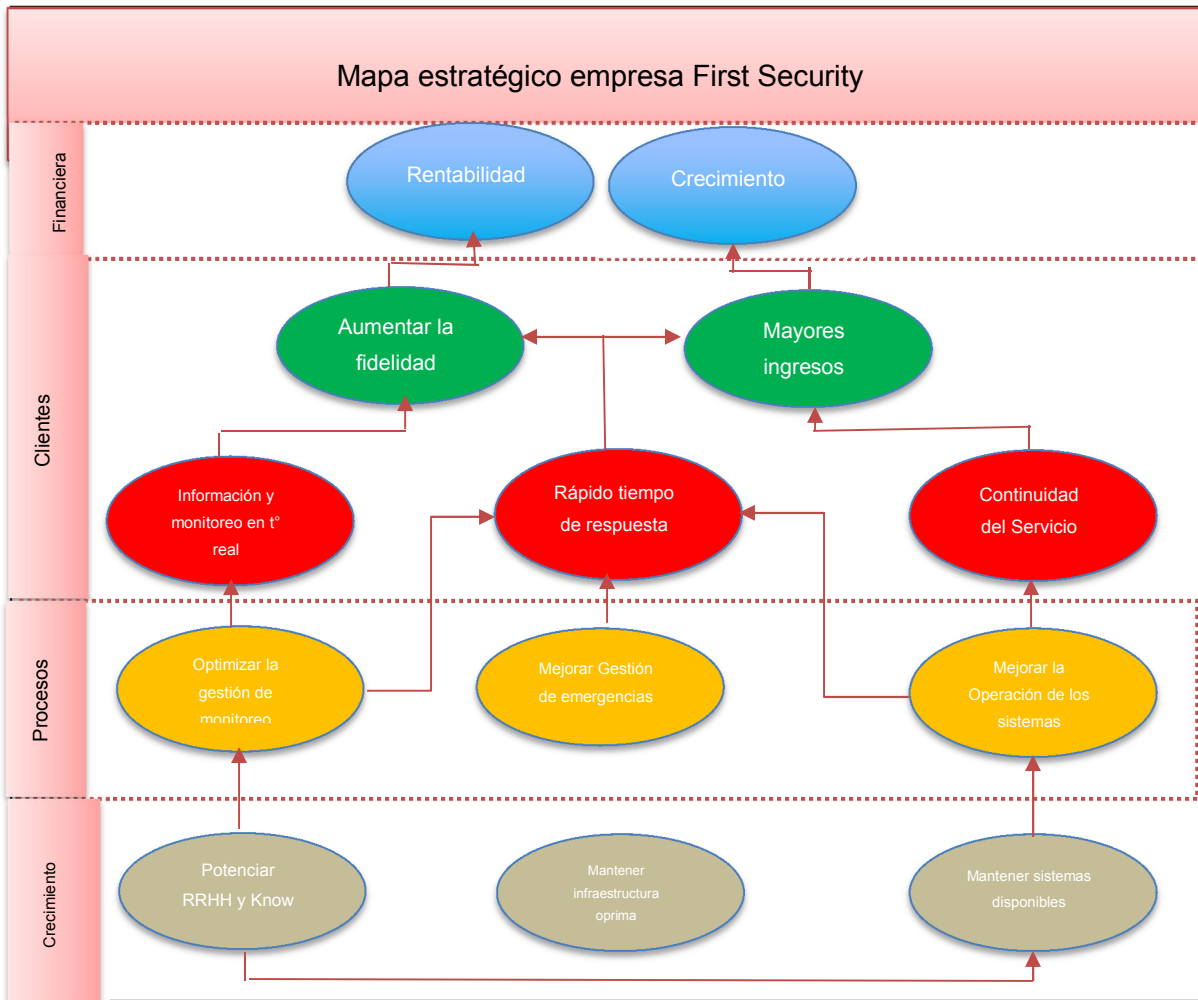 Mapa estratégico empresa First Security
Financiera
Rentabilidad
Crecimiento
Clientes
Aumentar la
fidelidad
Mayores
ingresos
Información y
monitoreo en t°
real
Rápido tiempo
de respuesta
Continuidad
del Servicio
Procesos
Optimizar la
gestión de
monitoreo
Mejorar Gestión
de emergencias
Mejorar la
Operación de los
sistemas
Crecimiento
Potenciar
RRHH y Know
Mantener
infraestructura
oprima
Mantener sistemas
disponibles